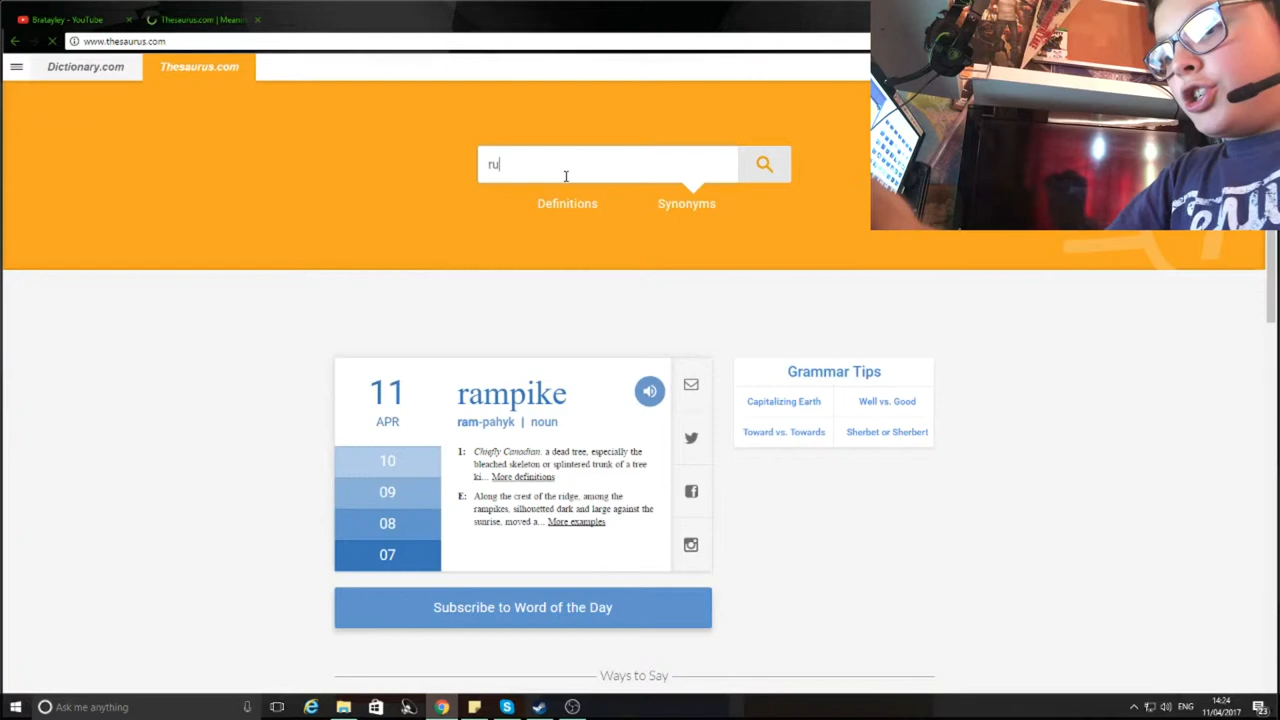 Bratayley - YouTube
Thesaurus.com | Meanin
www.thesaurus.com
Dictionary.com
Thesaurus.com
ru
Definitions
Synonyms
11
APR
10
09
08
07
rampike
ram-pahyk | noun
1: Chiefly Canadian. a dead tree, especially the
bleached skeleton or splintered trunk of a tree
ki... More definitions
E: Along the crest of the ridge, among the
rampikes, silhouetted dark and large against the
sunrise, moved a... More examples
Subscribe to Word of the Day
Grammar Tips
Capitalizing Earth
Well vs. Good
Toward vs. Towards
Sherbet or Sherbert
Ways to Say
Ask me anything
ENG
14:24
11/04/2017
23